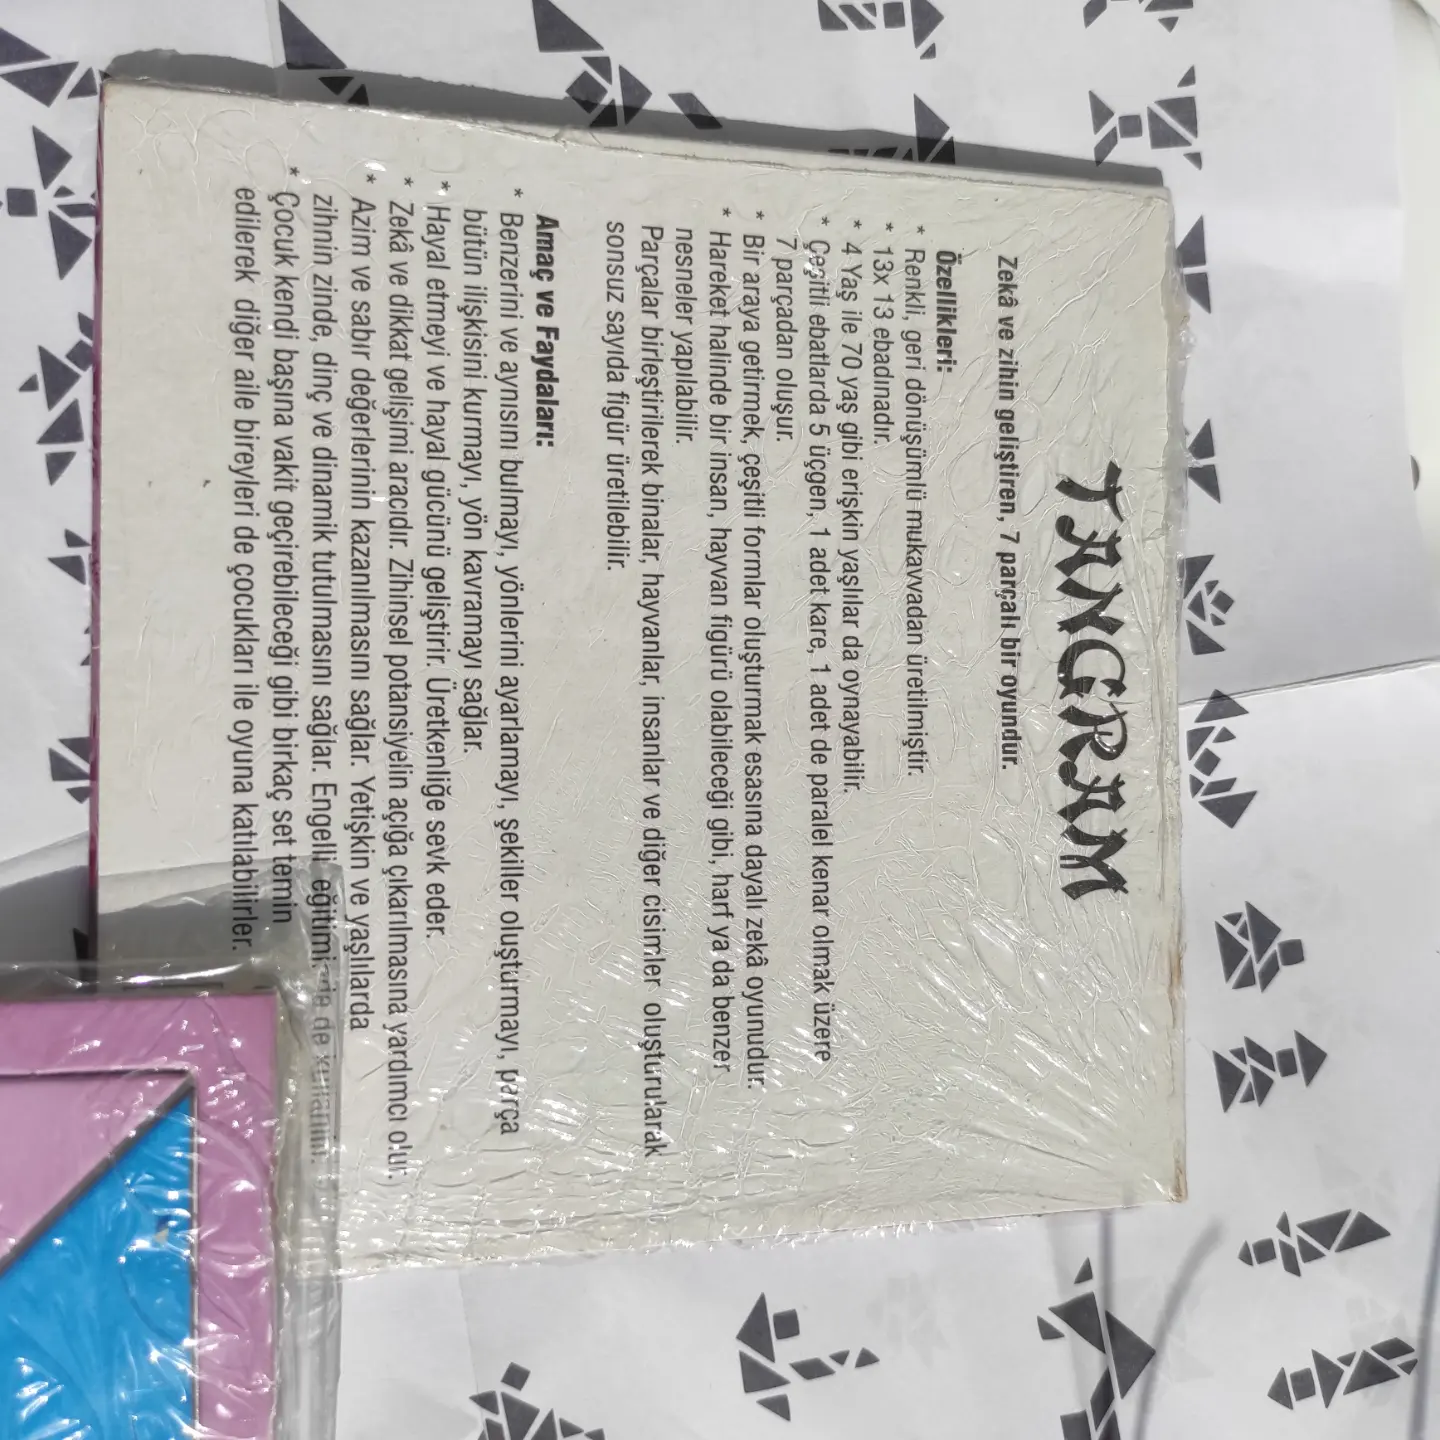 TANGRAM
Zekâ ve zihin geliştiren, 7 parçalı bir oyundur.
Özellikleri:
* Renkli, geri dönüşümlü mukavvadan üretilmiştir.
* 13x 13 ebadınadır.
* 4 Yaş ile 70 yaş gibi erişkin yaşlılar da oynayabilir.
* Çeşitli ebatlarda 5 üçgen, 1 adet kare, 1 adet de paralel kenar olmak üzere
7 parçadan oluşur.
* Bir araya getirmek, çeşitli formlar oluşturmak esasına dayalı zekâ oyunudur.
* Hareket halinde bir insan, hayvan figürü olabileceği gibi, harf ya da benzer
nesneler yapılabilir.
Parçalar birleştirilerek binalar, hayvanlar, insanlar ve diğer cisimler oluşturularak
sonsuz sayıda figür üretilebilir.
Amaç ve Faydaları:
* Benzerini ve aynısını bulmayı, yönlerini ayarlamayı, şekiller oluşturmayı, parça
bütün ilişkisini kurmayı, yön kavramayı sağlar.
* Hayal etmeyi ve hayal gücünü geliştirir. Üretkenliğe sevk eder.
* Zekâ ve dikkat gelişimi aracıdır. Zihinsel potansiyelin açığa çıkarılmasına yardımcı olur.
* Azim ve sabır değerlerinin kazanılmasını sağlar. Yetişkin ve yaşlılarda
zihnin zinde, dinç ve dinamik tutulmasını sağlar. Engelli eğitiminde de kullanılır.
* Çocuk kendi başına vakit geçirebileceği gibi birkaç set temin
edilerek diğer aile bireyleri de çocukları ile oyuna katılabilirler.